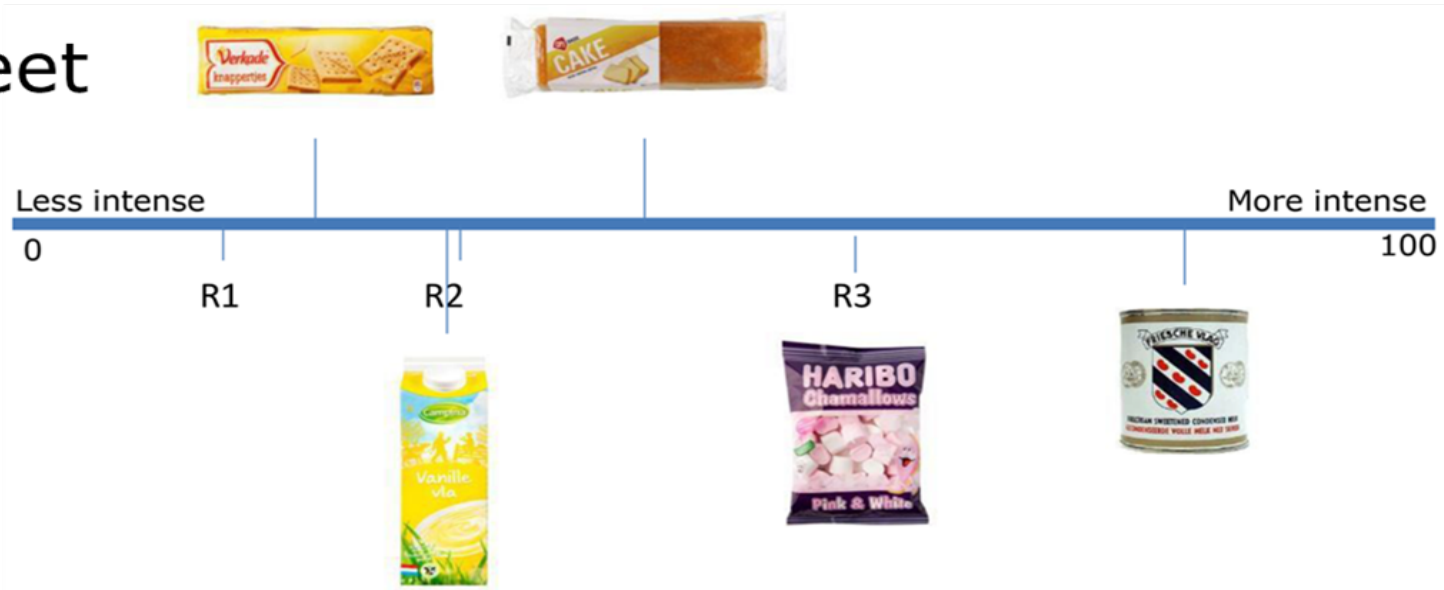 eet
Verkade
knappertjes
CAKE
Less intense
More intense
0
100
R1
R2
R3
Campina
Vanille
vla
HARIBO
Chamallows
Pink & White
FRIESCHE VLAG